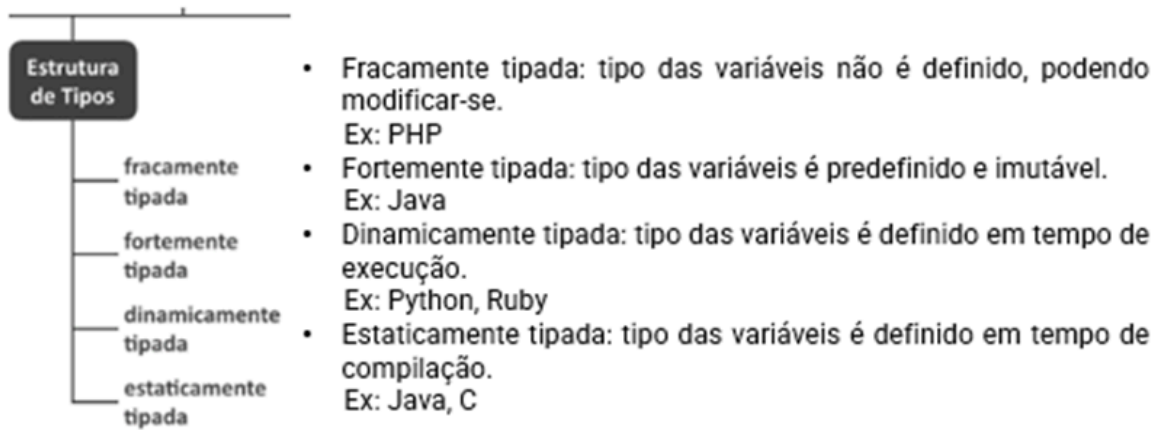 Estrutura
de Tipos
fracamente
tipada
fortemente
tipada
dinamicamente
tipada
estaticamente
tipada
• Fracamente tipada: tipo das variáveis não é definido, podendo
modificar-se.
Ex: PHP
• Fortemente tipada: tipo das variáveis é predefinido e imutável.
Ex: Java
• Dinamicamente tipada: tipo das variáveis é definido em tempo de
execução.
Ex: Python, Ruby
• Estaticamente tipada: tipo das variáveis é definido em tempo de
compilação.
Ex: Java, C